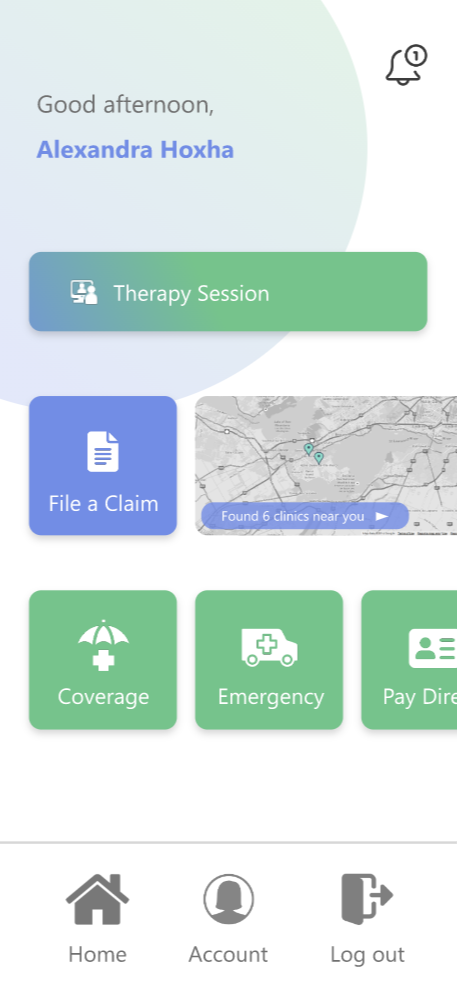 1
Good afternoon,
Alexandra Hoxha
Therapy Session
File a Claim
Found 6 clinics near you
Coverage
Emergency
Pay Dire
Home
Account
Log out